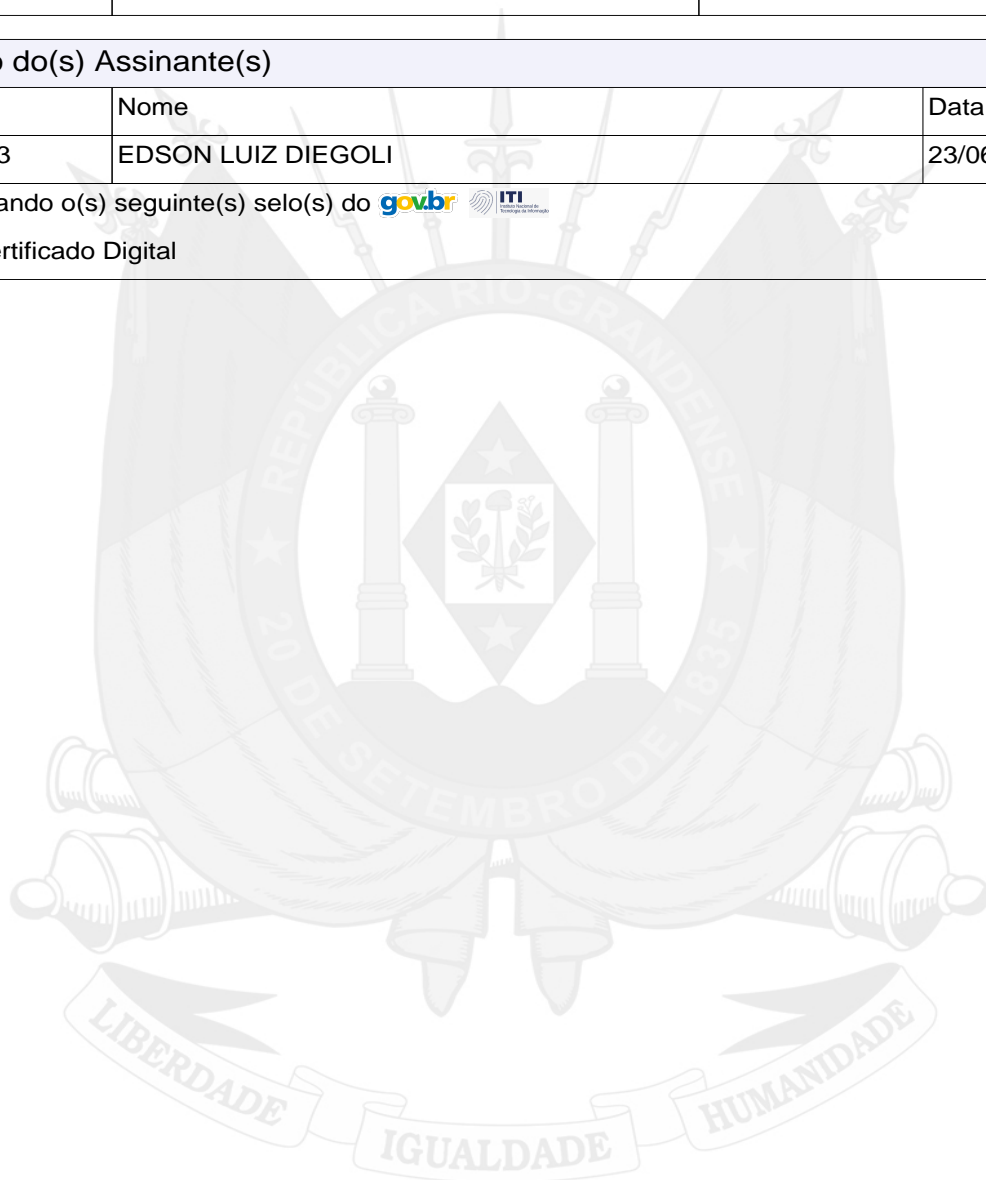 o do(s) Assinante(s)
Nome Data
3 EDSON LUIZ DIEGOLI 23/06
ando o(s) seguinte(s) selo(s) do gov.br ITI
ertificado Digital
REPÚBLICA RIO-GRANDENSE
★ 20 DE SETEMBRO DE 1835 ★
LIBERDADE IGUALDADE HUMANIDADE